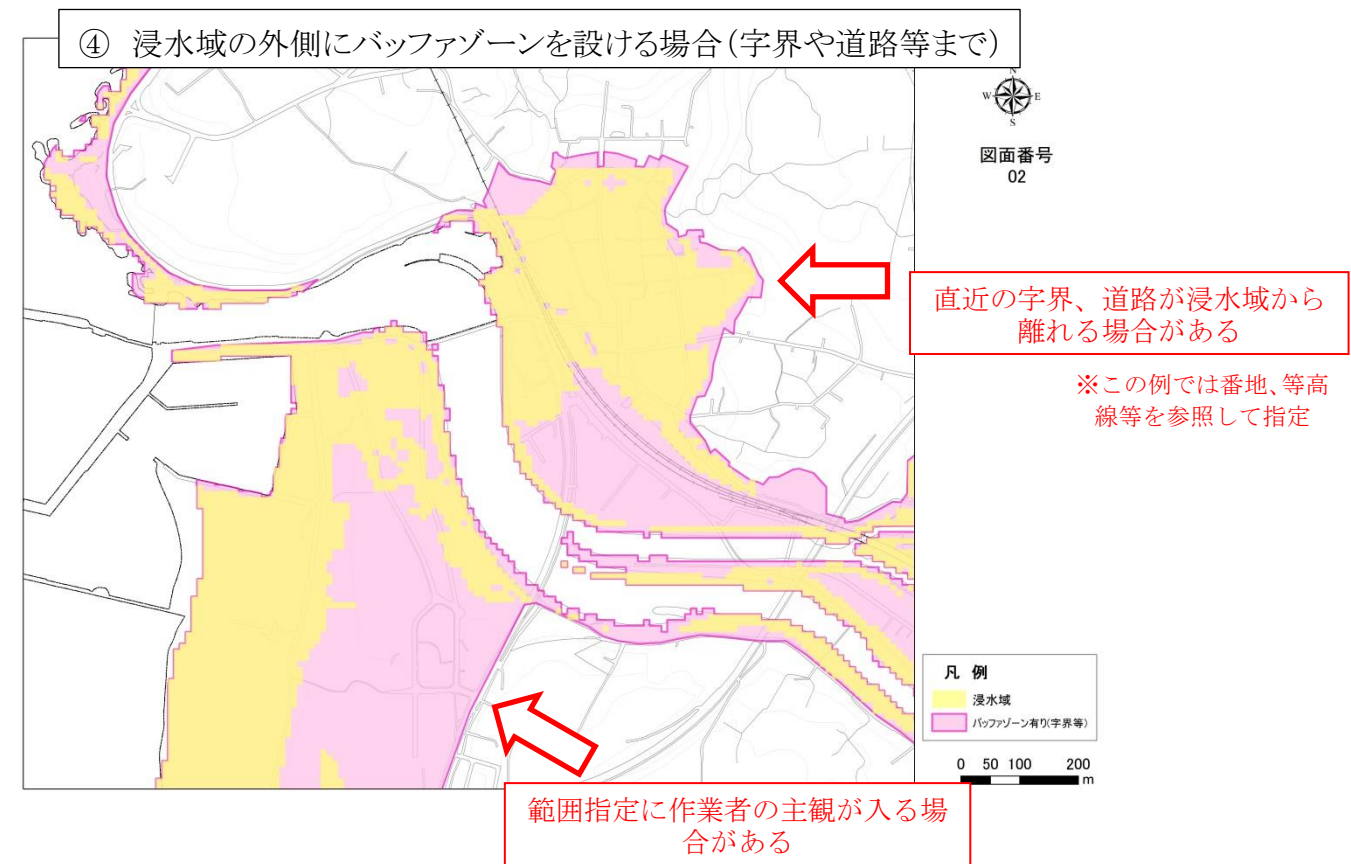 ④ 浸水域の外側にバッファゾーンを設ける場合(字界や道路等まで)
N
W E
S
図面番号
02
直近の字界、道路が浸水域から
離れる場合がある
※この例では番地、等高
線等を参照して指定
凡 例
浸水域
バッファゾーン有り(字界等)
0 50 100 200
m
範囲指定に作業者の主観が入る場
合がある